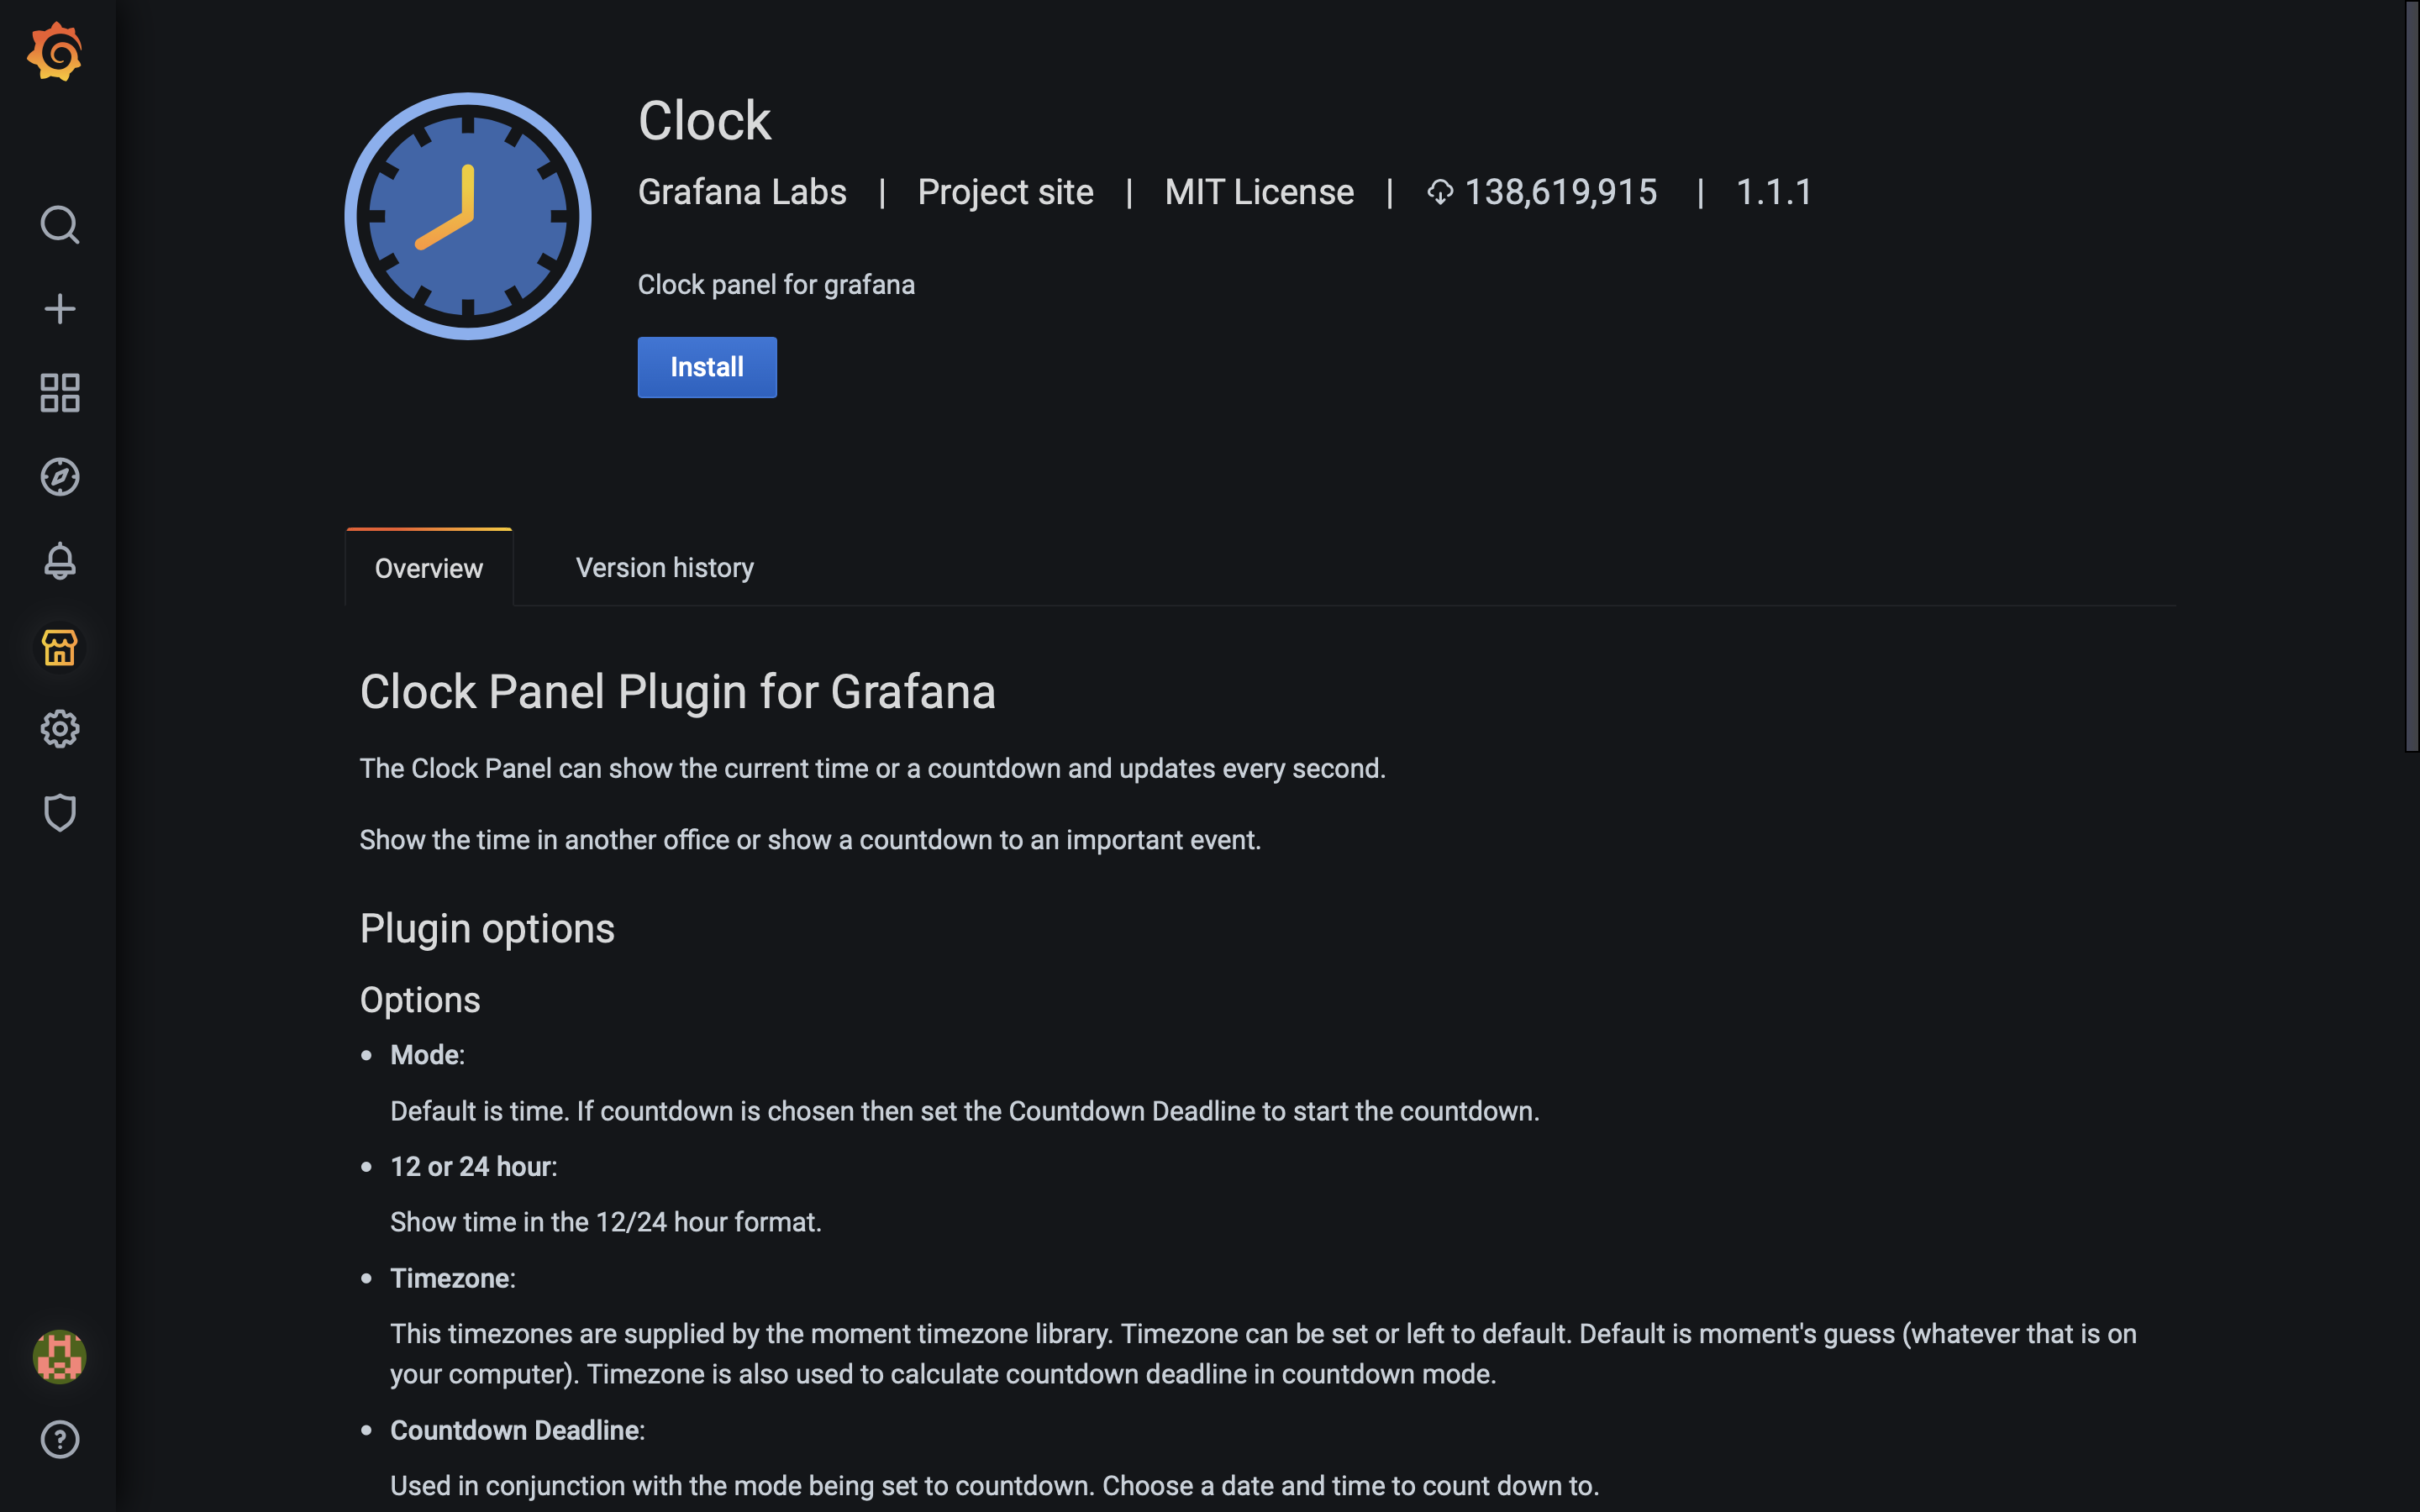 Clock
Grafana Labs | Project site | MIT License | 138,619,915 | 1.1.1
Clock panel for grafana
Install
Overview Version history
Clock Panel Plugin for Grafana
The Clock Panel can show the current time or a countdown and updates every second.
Show the time in another office or show a countdown to an important event.
Plugin options
Options
• Mode:
Default is time. If countdown is chosen then set the Countdown Deadline to start the countdown.
• 12 or 24 hour:
Show time in the 12/24 hour format.
• Timezone:
This timezones are supplied by the moment timezone library. Timezone can be set or left to default. Default is moment's guess (whatever that is on
your computer). Timezone is also used to calculate countdown deadline in countdown mode.
• Countdown Deadline:
Used in conjunction with the mode being set to countdown. Choose a date and time to count down to.